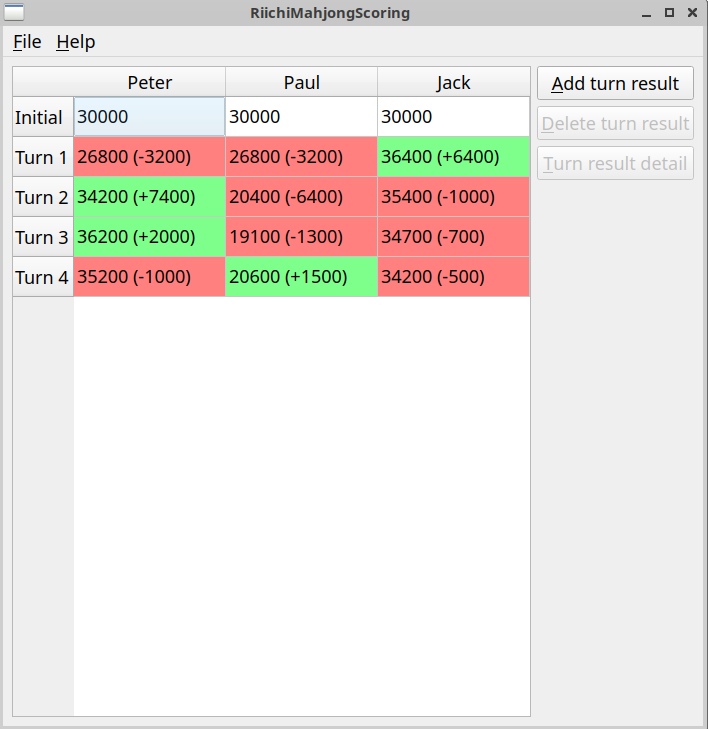 RiichiMahjongScoring
File Help
Peter Paul Jack
Add turn result
Initial 30000 30000 30000
Delete turn result
Turn 1 26800 (-3200) 26800 (-3200) 36400 (+6400)
Turn result detail
Turn 2 34200 (+7400) 20400 (-6400) 35400 (-1000)
Turn 3 36200 (+2000) 19100 (-1300) 34700 (-700)
Turn 4 35200 (-1000) 20600 (+1500) 34200 (-500)